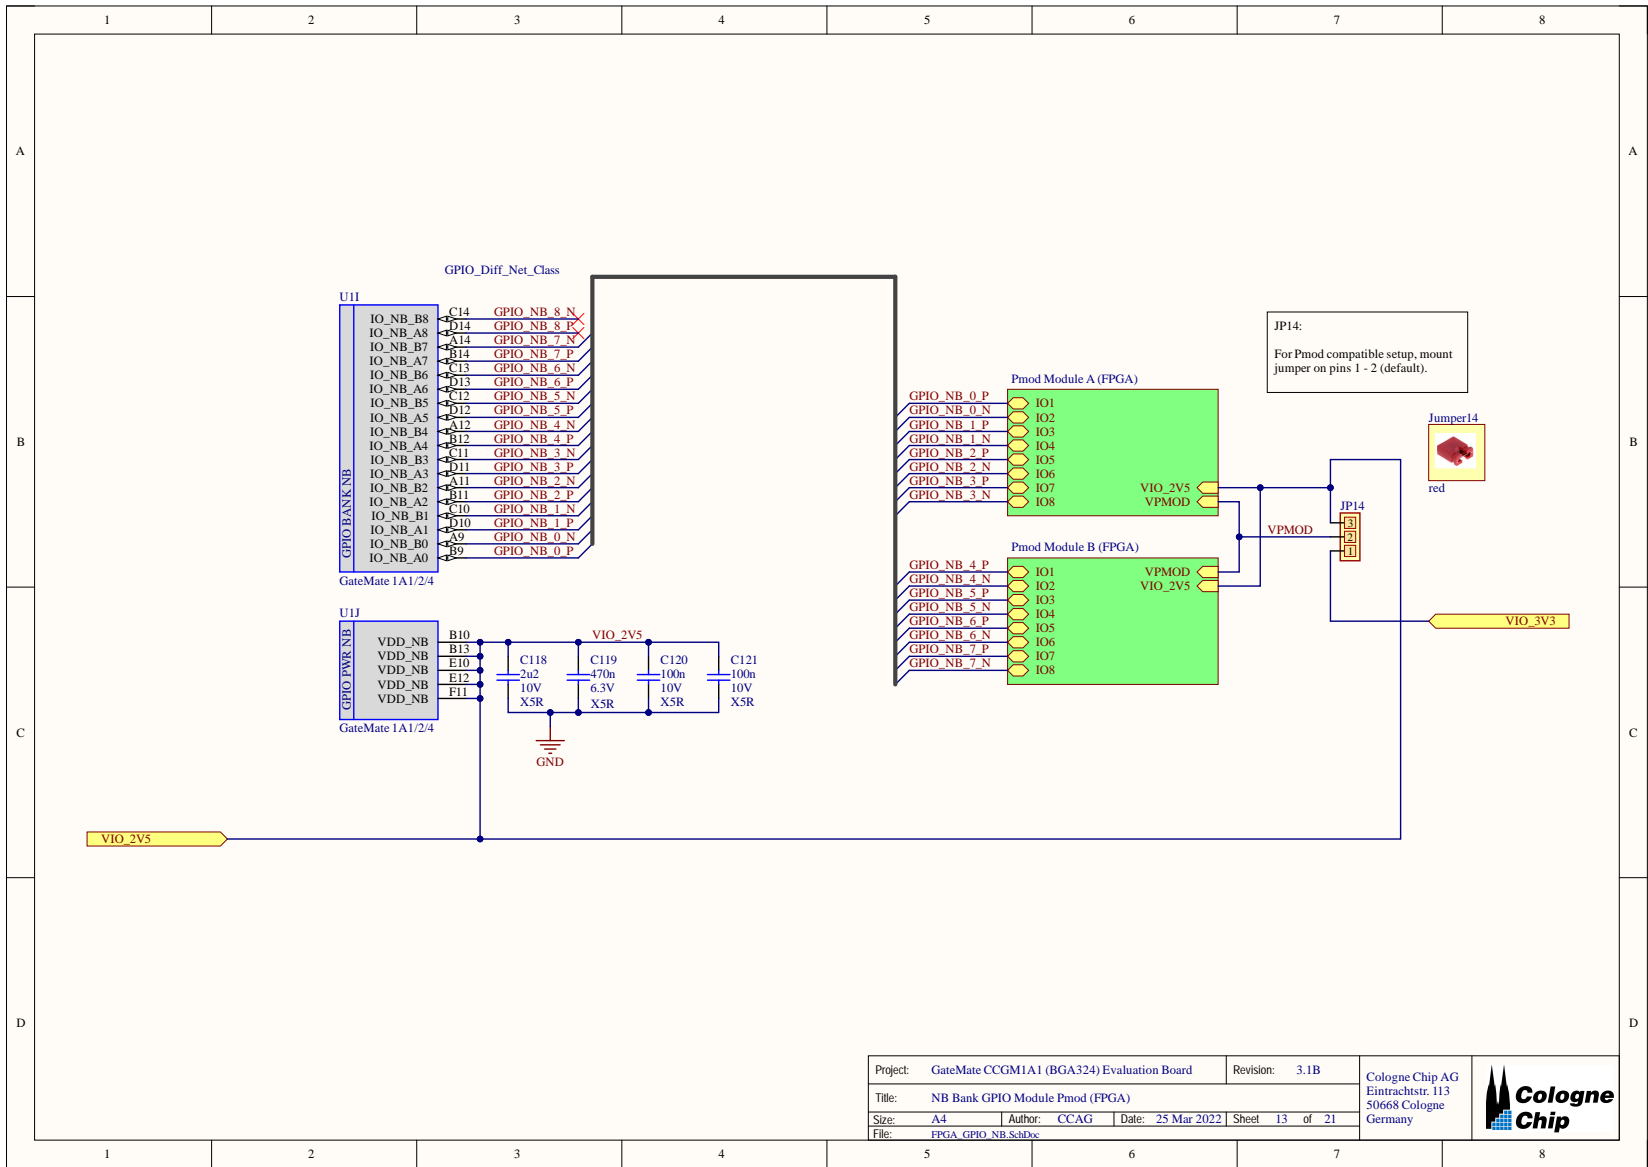 1 2 3 4 5 6 7 8
A A
B B
C C
D D
GPIO_Diff_Net_Class
U1I
GPIO BANK NB
IO_NB_B8 C14 GPIO_NB_8_N
IO_NB_A8 D14 GPIO_NB_8_P
IO_NB_B7 A14 GPIO_NB_7_N
IO_NB_A7 B14 GPIO_NB_7_P
IO_NB_B6 C13 GPIO_NB_6_N
IO_NB_A6 D13 GPIO_NB_6_P
IO_NB_B5 C12 GPIO_NB_5_N
IO_NB_A5 D12 GPIO_NB_5_P
IO_NB_B4 A12 GPIO_NB_4_N
IO_NB_A4 B12 GPIO_NB_4_P
IO_NB_B3 C11 GPIO_NB_3_N
IO_NB_A3 D11 GPIO_NB_3_P
IO_NB_B2 A11 GPIO_NB_2_N
IO_NB_A2 B11 GPIO_NB_2_P
IO_NB_B1 C10 GPIO_NB_1_N
IO_NB_A1 D10 GPIO_NB_1_P
IO_NB_B0 A9 GPIO_NB_0_N
IO_NB_A0 B9 GPIO_NB_0_P
GateMate 1A1/2/4
U1J
GPIO PWR NB
VDD_NB B10
VDD_NB B13
VDD_NB E10
VDD_NB E12
VDD_NB F11
GateMate 1A1/2/4
VIO_2V5
C118
2u2
10V
X5R
C119
470n
6.3V
X5R
C120
100n
10V
X5R
C121
100n
10V
X5R
GND
VIO_2V5
Pmod Module A (FPGA)
GPIO_NB_0_P IO1
GPIO_NB_0_N IO2
GPIO_NB_1_P IO3
GPIO_NB_1_N IO4
GPIO_NB_2_P IO5
GPIO_NB_2_N IO6
GPIO_NB_3_P IO7 VIO_2V5
GPIO_NB_3_N IO8 VPMOD
Pmod Module B (FPGA)
GPIO_NB_4_P IO1 VPMOD
GPIO_NB_4_N IO2 VIO_2V5
GPIO_NB_5_P IO3
GPIO_NB_5_N IO4
GPIO_NB_6_P IO5
GPIO_NB_6_N IO6
GPIO_NB_7_P IO7
GPIO_NB_7_N IO8
JP14:
For Pmod compatible setup, mount
jumper on pins 1 - 2 (default).
Jumper14
red
JP14
3
VPMOD 2
1
VIO_3V3
Project: GateMate CCGM1A1 (BGA324) Evaluation Board Revision: 3.1B
Title: NB Bank GPIO Module Pmod (FPGA)
Size: A4 Author: CCAG Date: 25 Mar 2022 Sheet 13 of 21
File: FPGA_GPIO_NB.SchDoc
Cologne Chip AG
Eintrachtstr. 113
50668 Cologne
Germany
Cologne
Chip
1 2 3 4 5 6 7 8